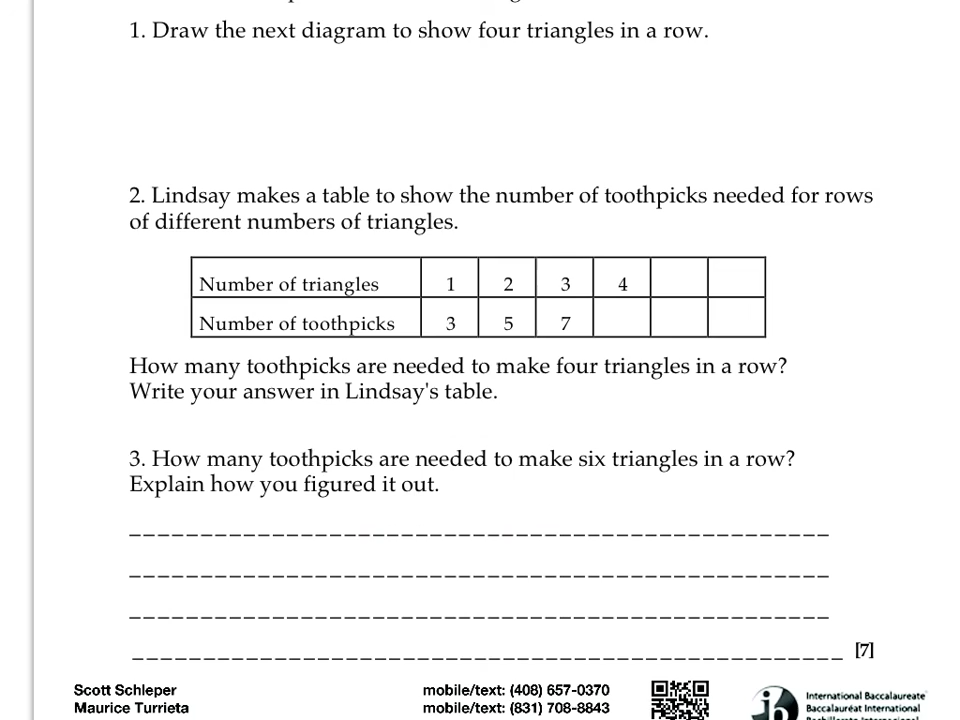 1. Draw the next diagram to show four triangles in a row.
2. Lindsay makes a table to show the number of toothpicks needed for rows
of different numbers of triangles.
Number of triangles 1 2 3 4
Number of toothpicks 3 5 7
How many toothpicks are needed to make four triangles in a row?
Write your answer in Lindsay's table.
3. How many toothpicks are needed to make six triangles in a row?
Explain how you figured it out.
[7]
Scott Schleper mobile/text: (408) 657-0370
Maurice Turrieta mobile/text: (831) 708-8843
International Baccalaureate
Baccalauréat International